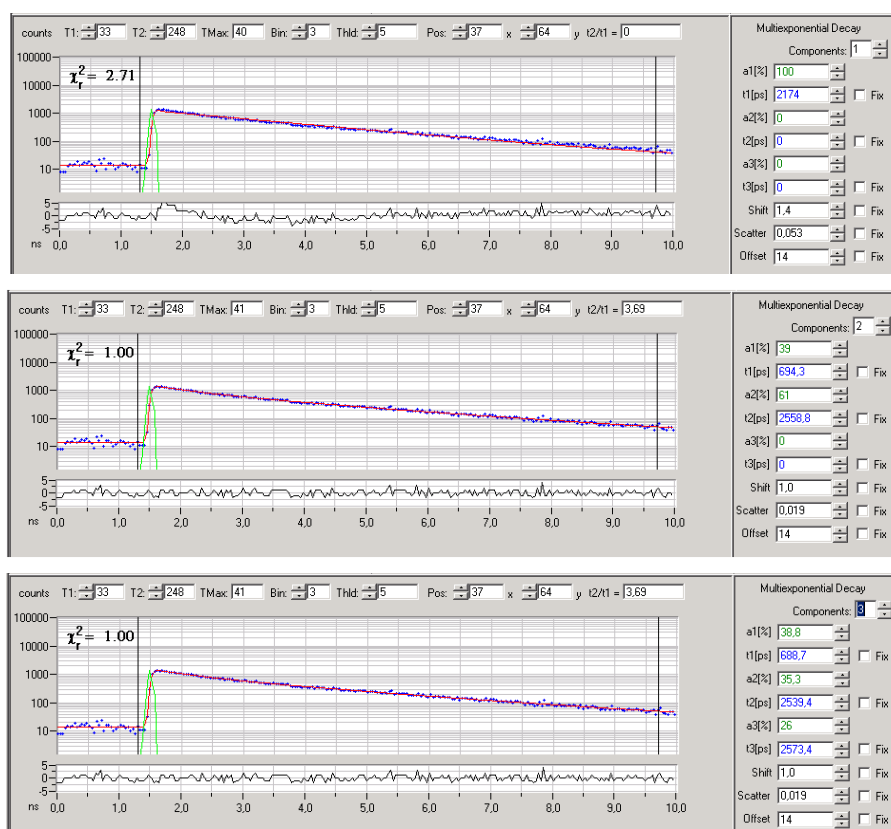 counts T1: 33 T2: 248 TMax: 40 Bin: 3 Thld: 5 Pos: 37 x 64 y t2/t1 = 0
100000
10000
1000
100
10
χ²r = 2.71
5
0
-5
ns 0,0 1,0 2,0 3,0 4,0 5,0 6,0 7,0 8,0 9,0 10,0
Multiexponential Decay
Components: 1
a1[%] 100
t1[ps] 2174 Fix
a2[%] 0
t2[ps] 0 Fix
a3[%] 0
t3[ps] 0 Fix
Shift 1,4 Fix
Scatter 0,053 Fix
Offset 14 Fix
counts T1: 33 T2: 248 TMax: 41 Bin: 3 Thld: 5 Pos: 37 x 64 y t2/t1 = 3,69
100000
10000
1000
100
10
χ²r = 1.00
5
0
-5
ns 0,0 1,0 2,0 3,0 4,0 5,0 6,0 7,0 8,0 9,0 10,0
Multiexponential Decay
Components: 2
a1[%] 39
t1[ps] 694,3 Fix
a2[%] 61
t2[ps] 2558,8 Fix
a3[%] 0
t3[ps] 0 Fix
Shift 1,0 Fix
Scatter 0,019 Fix
Offset 14 Fix
counts T1: 33 T2: 248 TMax: 41 Bin: 3 Thld: 5 Pos: 37 x 64 y t2/t1 = 3,69
100000
10000
1000
100
10
χ²r = 1.00
5
0
-5
ns 0,0 1,0 2,0 3,0 4,0 5,0 6,0 7,0 8,0 9,0 10,0
Multiexponential Decay
Components: 3
a1[%] 38,8
t1[ps] 688,7 Fix
a2[%] 35,3
t2[ps] 2539,4 Fix
a3[%] 26
t3[ps] 2573,4 Fix
Shift 1,0 Fix
Scatter 0,019 Fix
Offset 14 Fix